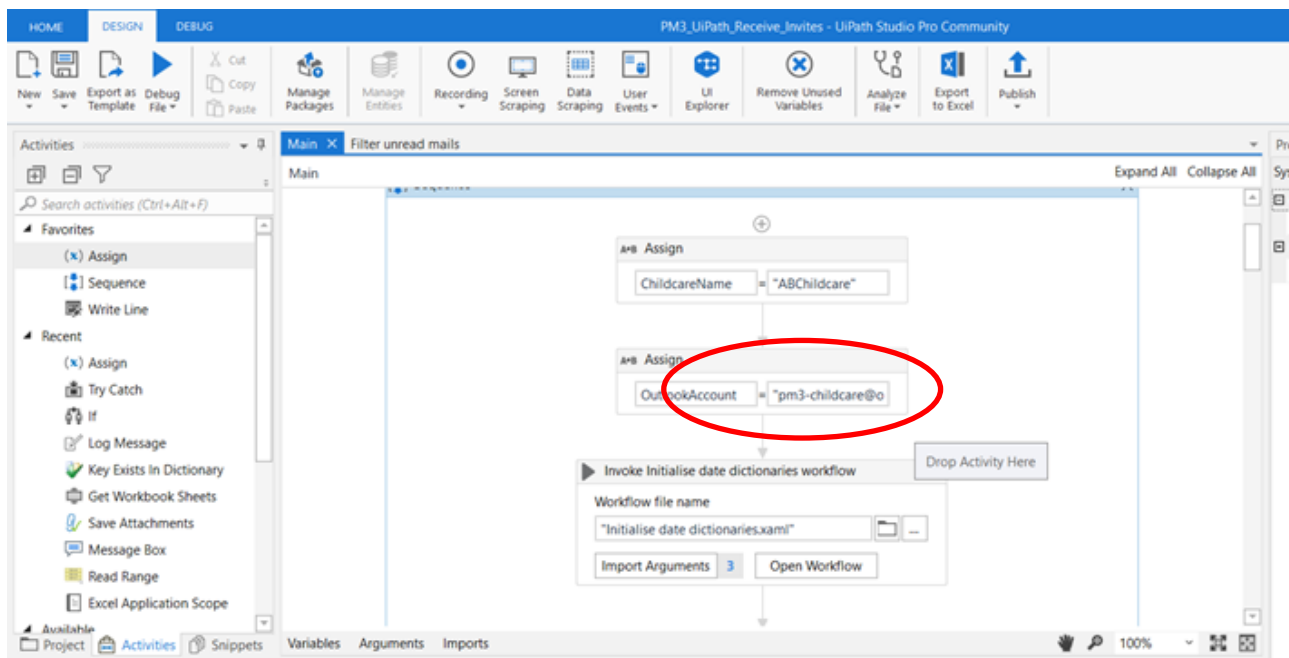 HOME DESIGN DEBUG PM3_UiPath_Receive_Invites - UiPath Studio Pro Community
New Save Export as Template Debug File Cut Copy Paste Manage Packages Manage Entities Recording Screen Scraping Data Scraping User Events UI Explorer Remove Unused Variables Analyze File Export to Excel Publish
Activities
Search activities (Ctrl+Alt+F)
Favorites
Assign
Sequence
Write Line
Recent
Assign
Try Catch
If
Log Message
Key Exists In Dictionary
Get Workbook Sheets
Save Attachments
Message Box
Read Range
Excel Application Scope
Available
Project Activities Snippets
Main Filter unread mails
Main Expand All Collapse All
Sequence
A+B Assign
ChildcareName = "ABChildcare"
A+B Assign
OutlookAccount = "pm3-childcare@o
Drop Activity Here
Invoke Initialise date dictionaries workflow
Workflow file name
"Initialise date dictionaries.xaml" ...
Import Arguments 3 Open Workflow
Variables Arguments Imports 100%
Pr
Sys